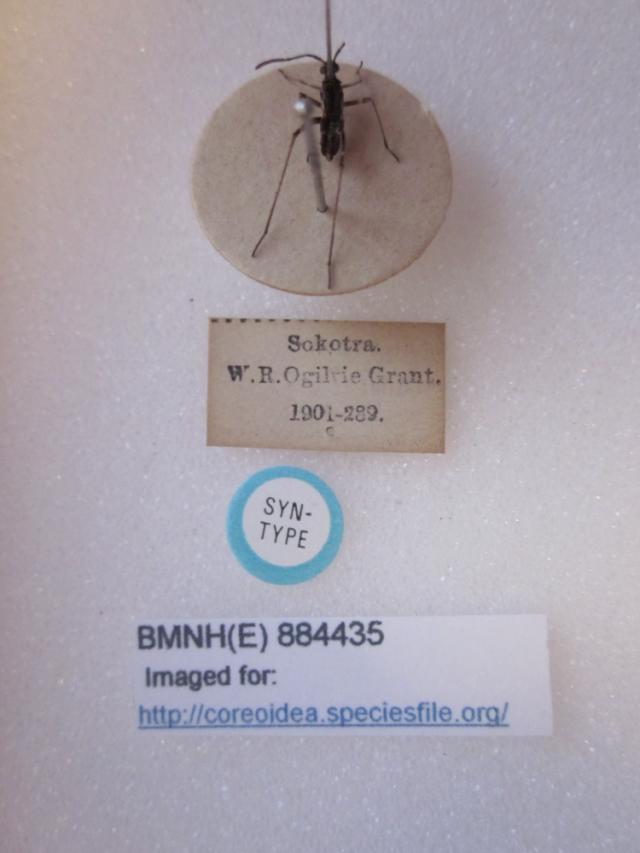 Sokotra.
W.R.Ogilvie Grant.
1901-289.
SYN-
TYPE
BMNH(E) 884435
Imaged for:
http://coreoidea.speciesfile.org/